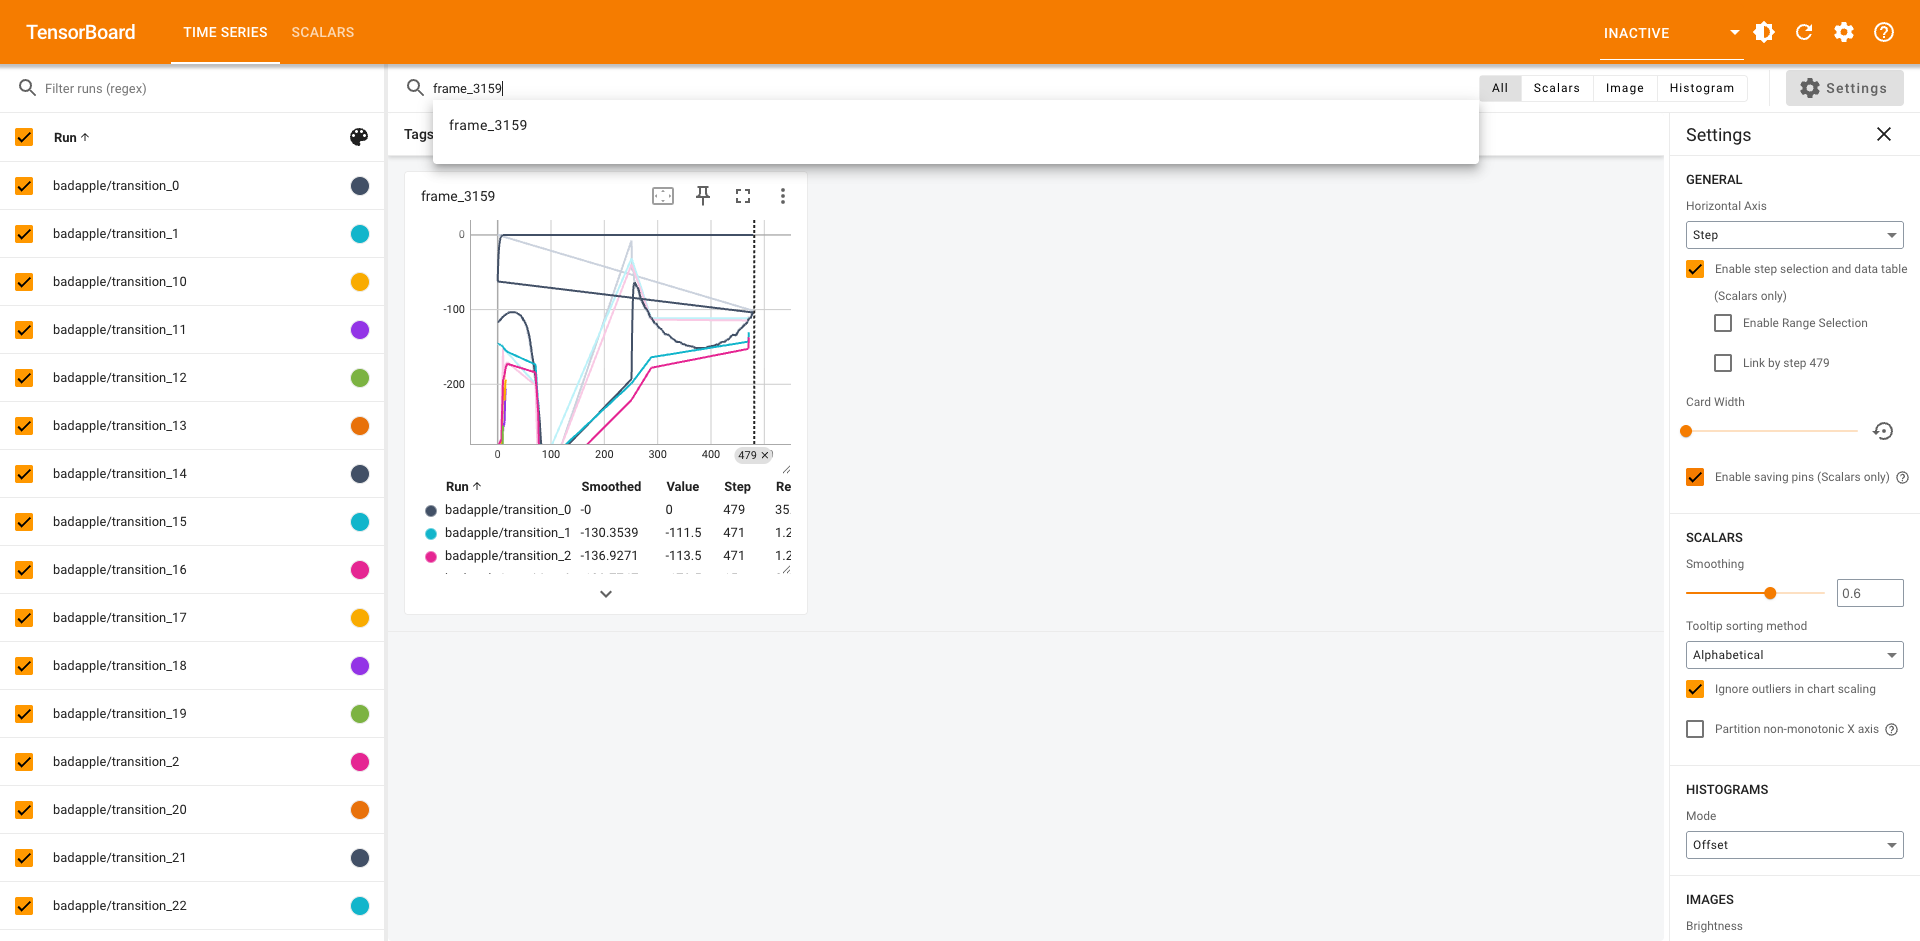 TensorBoard
TIME SERIES
SCALARS
INACTIVE
Filter runs (regex)
frame_3159
All
Scalars
Image
Histogram
Settings
frame_3159
Run
Tags
badapple/transition_0
badapple/transition_1
badapple/transition_10
badapple/transition_11
badapple/transition_12
badapple/transition_13
badapple/transition_14
badapple/transition_15
badapple/transition_16
badapple/transition_17
badapple/transition_18
badapple/transition_19
badapple/transition_2
badapple/transition_20
badapple/transition_21
badapple/transition_22
frame_3159
0
-100
-200
0 100 200 300 400 479
Run Smoothed Value Step Re
badapple/transition_0 -0 0 479 35
badapple/transition_1 -130.3539 -111.5 471 1.2
badapple/transition_2 -136.9271 -113.5 471 1.2
Settings
GENERAL
Horizontal Axis
Step
Enable step selection and data table
(Scalars only)
Enable Range Selection
Link by step 479
Card Width
Enable saving pins (Scalars only)
SCALARS
Smoothing
0.6
Tooltip sorting method
Alphabetical
Ignore outliers in chart scaling
Partition non-monotonic X axis
HISTOGRAMS
Mode
Offset
IMAGES
Brightness